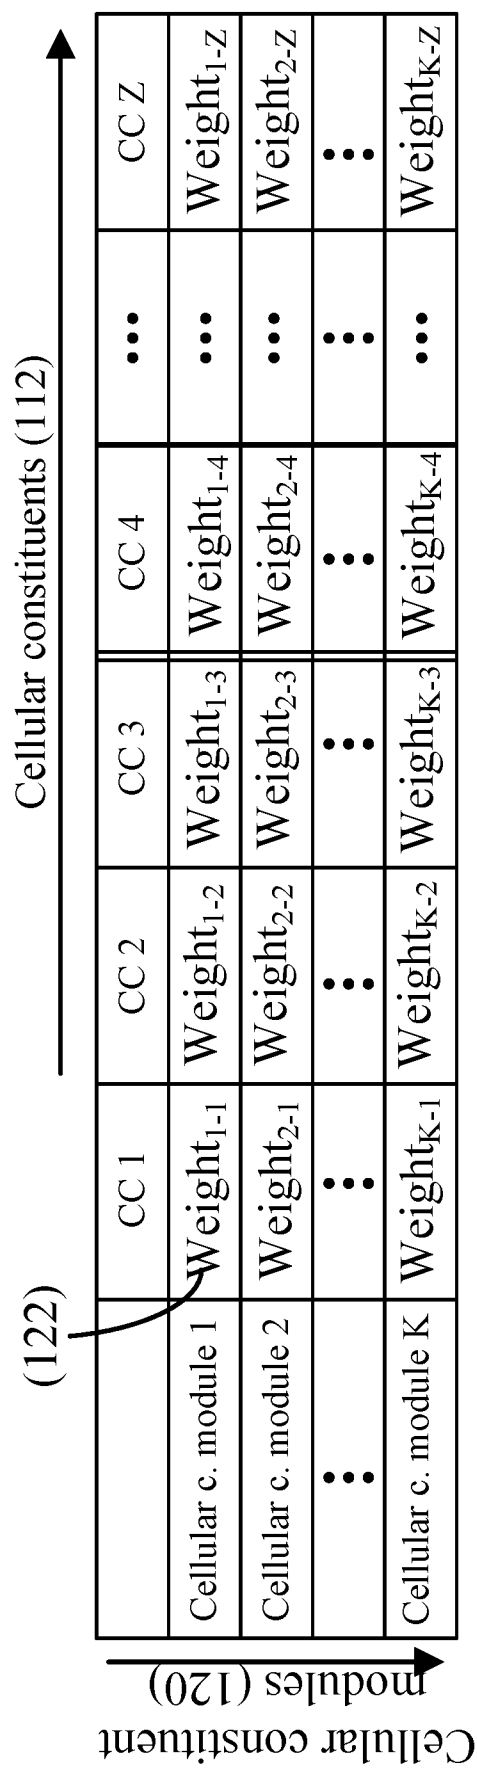 Cellular constituents (112)
(122)
Cellular constituent
modules (120)
CC 1 CC 2 CC 3 CC 4 ••• CC Z
Cellular c. module 1 Weight1-1 Weight1-2 Weight1-3 Weight1-4 ••• Weight1-Z
Cellular c. module 2 Weight2-1 Weight2-2 Weight2-3 Weight2-4 ••• Weight2-Z
••• ••• ••• ••• ••• ••• •••
Cellular c. module K WeightK-1 WeightK-2 WeightK-3 WeightK-4 ••• WeightK-Z